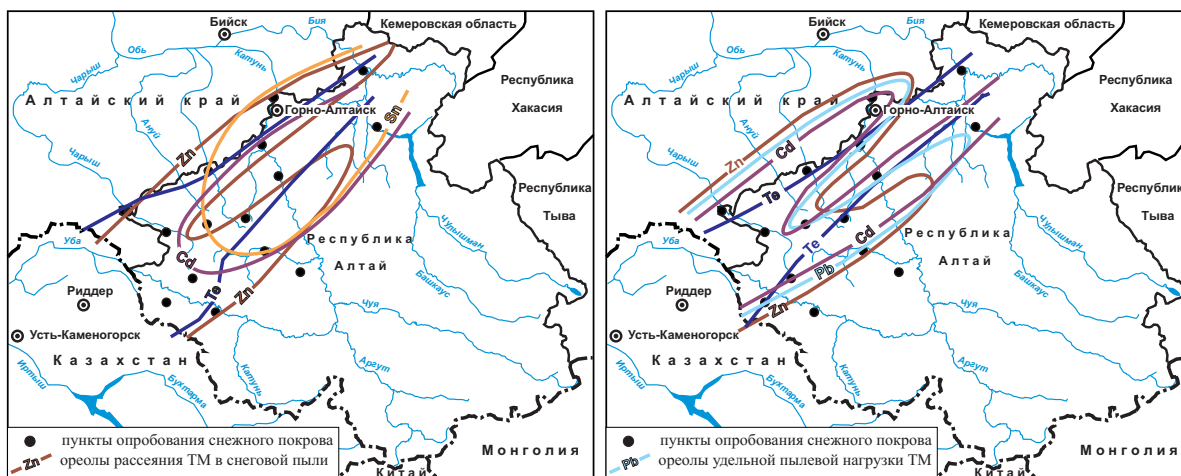 Кемеровская область
Бийск
Бия
Обь
Катунь
Чарыш
Республика
Хакасия
Алтайский край
Горно-Алтайск
Sn
Ануй
Zn
Чарыш
Республика
Тыва
Чулышман
Уба
Cd
Республика
Алтай
Te
Zn
Башкаус
Риддер
Чуя
Усть-Каменогорск
Казахстан
Аргут
Иртыш
Бухтарма
Катунь
пункты опробования снежного покрова
Zn ореолы рассеяния ТМ в снеговой пыли
Монголия
Китай
Кемеровская область
Бийск
Бия
Обь
Катунь
Чарыш
Республика
Хакасия
Алтайский край
Горно-Алтайск
Ануй
Zn
Cd
Чарыш
Te
Республика
Тыва
Чулышман
Уба
Te
Cd
Республика
Алтай
Pb
Zn
Башкаус
Риддер
Чуя
Усть-Каменогорск
Казахстан
Аргут
Иртыш
Бухтарма
Катунь
пункты опробования снежного покрова
Pb ореолы удельной пылевой нагрузки ТМ
Монголия
Китай